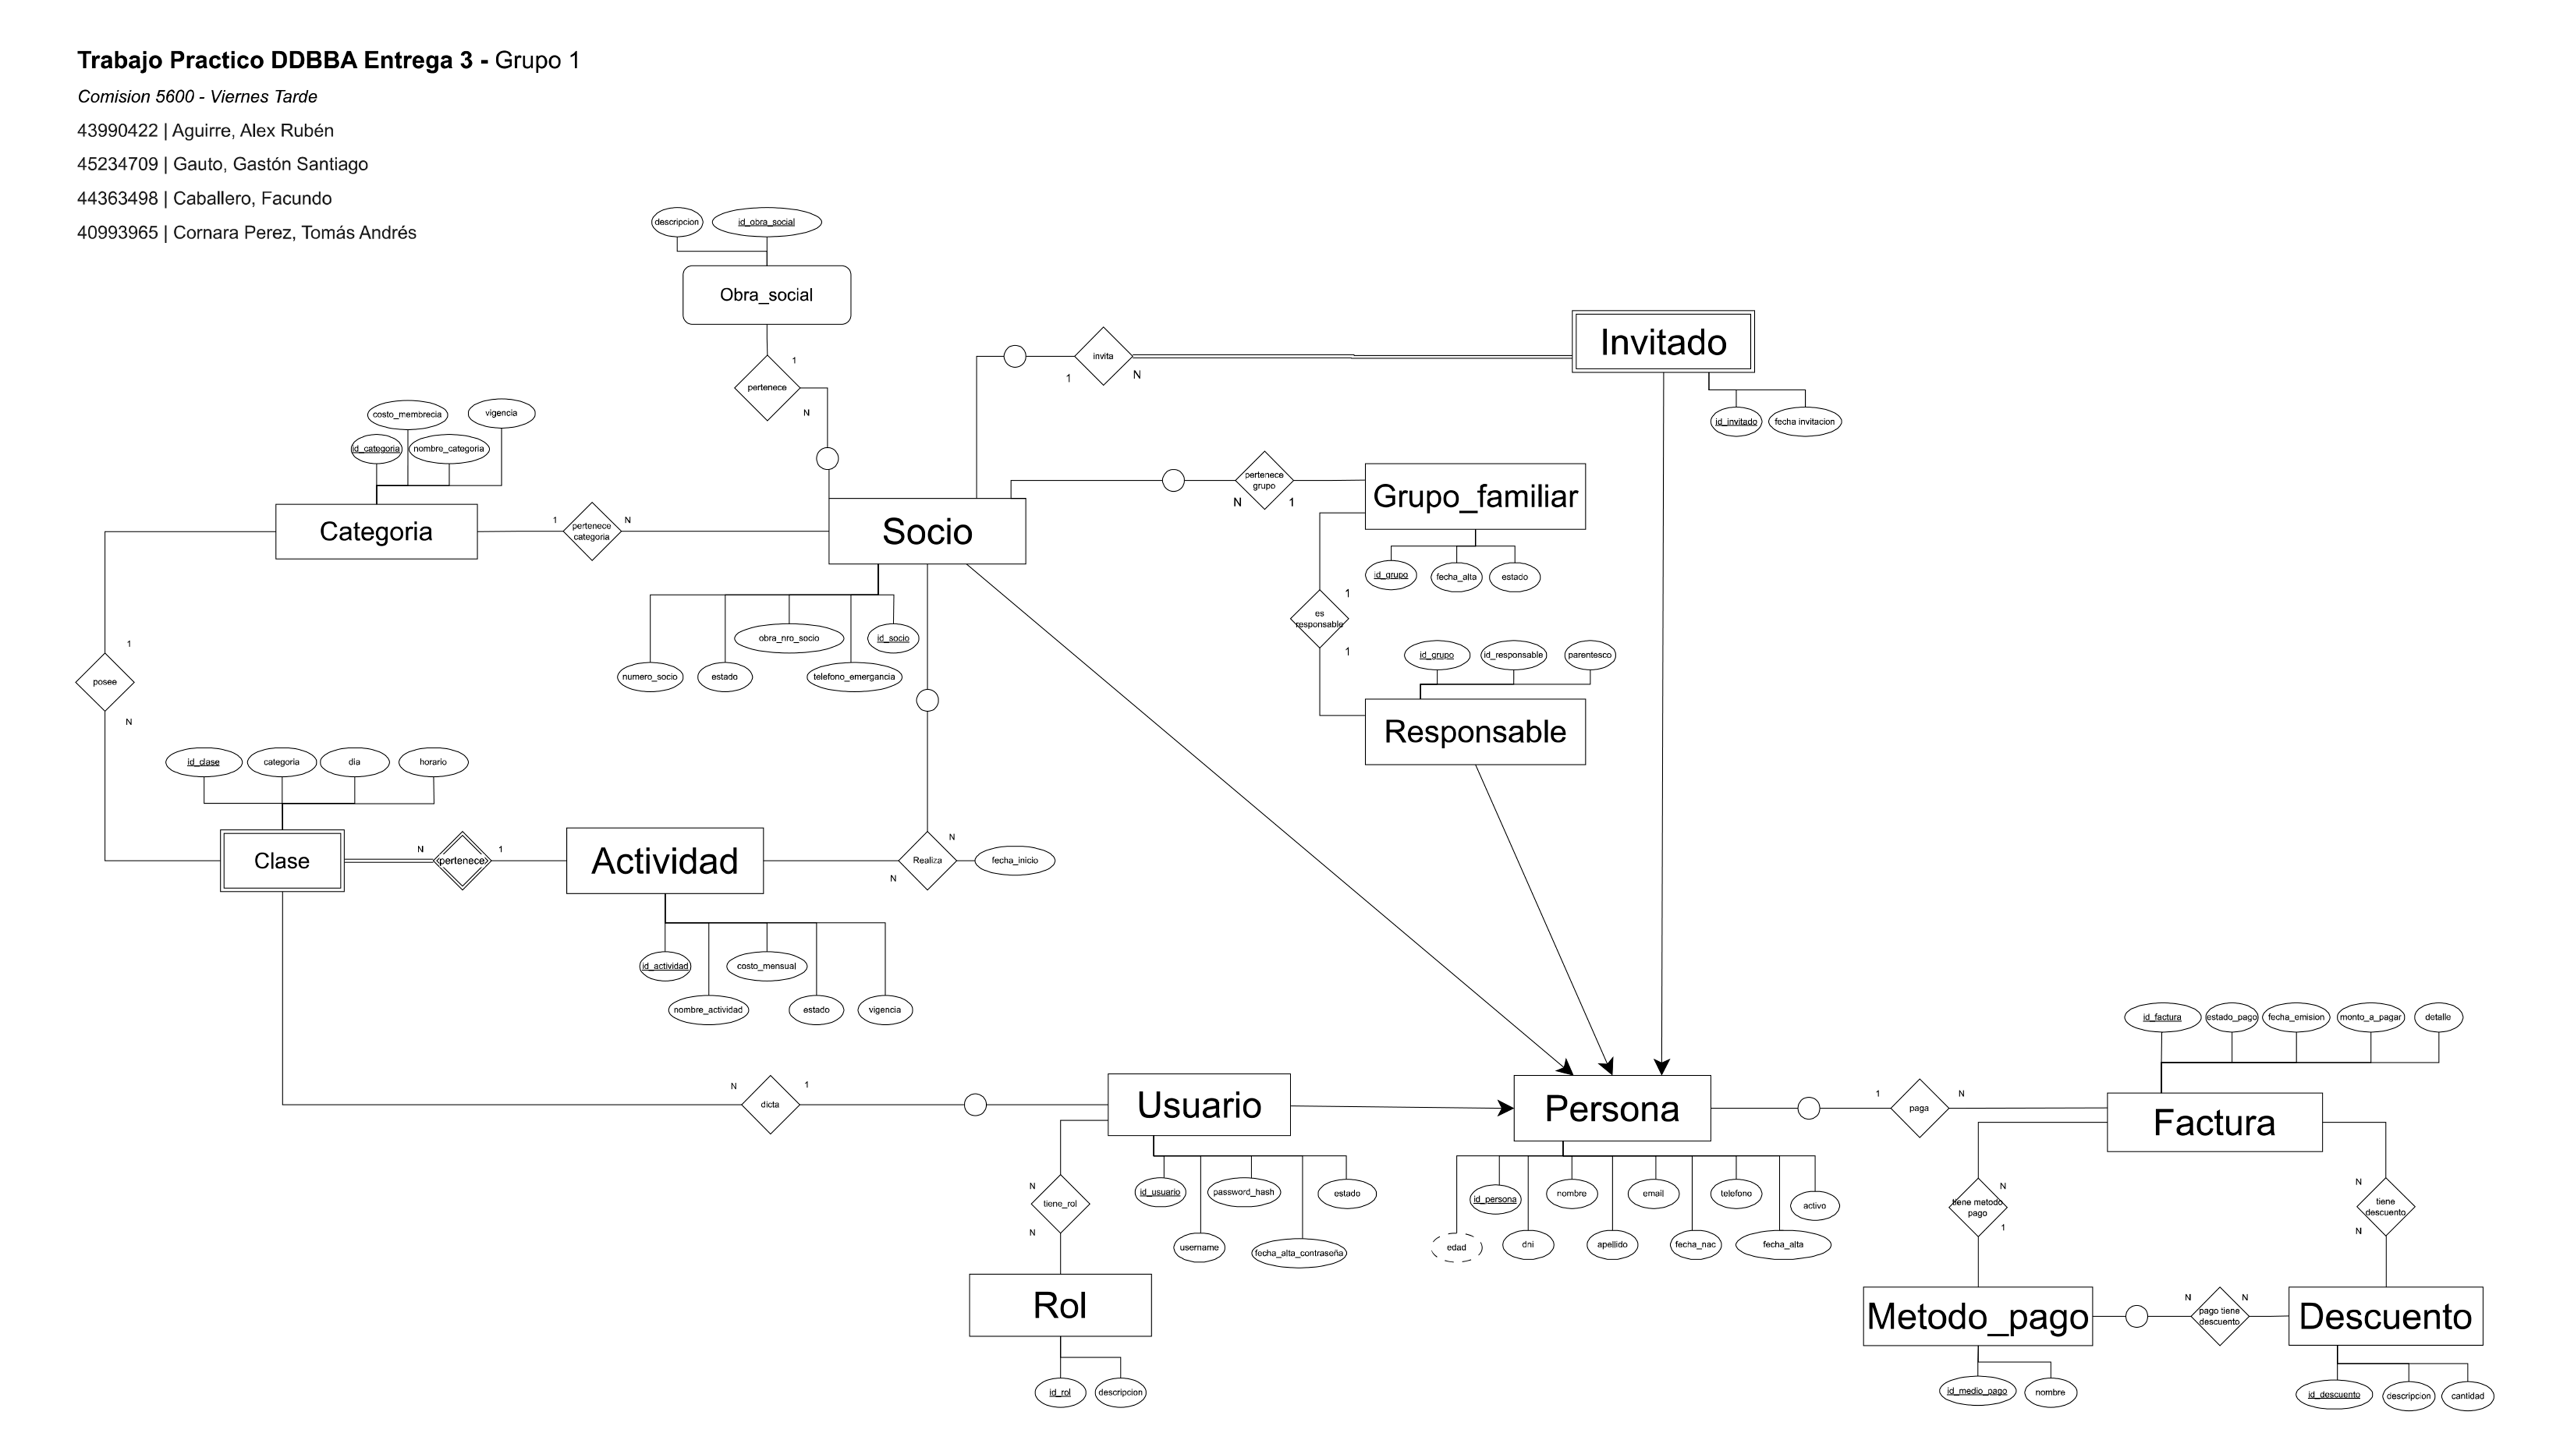 Trabajo Practico DDBBA Entrega 3 - Grupo 1
Comision 5600 - Viernes Tarde
43990422 | Aguirre, Alex Rubén
45234709 | Gauto, Gastón Santiago
44363498 | Caballero, Facundo
40993965 | Cornara Perez, Tomás Andrés
descripcion
id_obra_social
Obra_social
1
pertenece
N
invita
1
N
Invitado
id_invitado
fecha invitacion
costo_membrecia
vigencia
id_categoria
nombre_categoria
Categoria
1
pertenece
categoria
N
Socio
pertenece
grupo
N
1
Grupo_familiar
id_grupo
fecha_alta
estado
1
es
responsable
1
obra_nro_socio
id_socio
numero_socio
estado
telefono_emergancia
id_grupo
id_responsable
parentesco
Responsable
1
posee
N
id_clase
categoria
dia
horario
Clase
N
pertenece
1
Actividad
N
Realiza
N
fecha_inicio
id_actividad
costo_mensual
nombre_actividad
estado
vigencia
N
dicta
1
Usuario
Persona
1
paga
N
id_factura
estado_pago
fecha_emision
monto_a_pagar
detalle
Factura
id_usuario
password_hash
estado
username
fecha_alta_contraseña
N
tiene_rol
N
Rol
id_rol
descripcion
id_persona
nombre
email
telefono
activo
edad
dni
apellido
fecha_nac
fecha_alta
N
tiene metodo
pago
1
N
tiene
descuento
N
Metodo_pago
N
pago tiene
descuento
N
Descuento
id_medio_pago
nombre
id_descuento
descripcion
cantidad